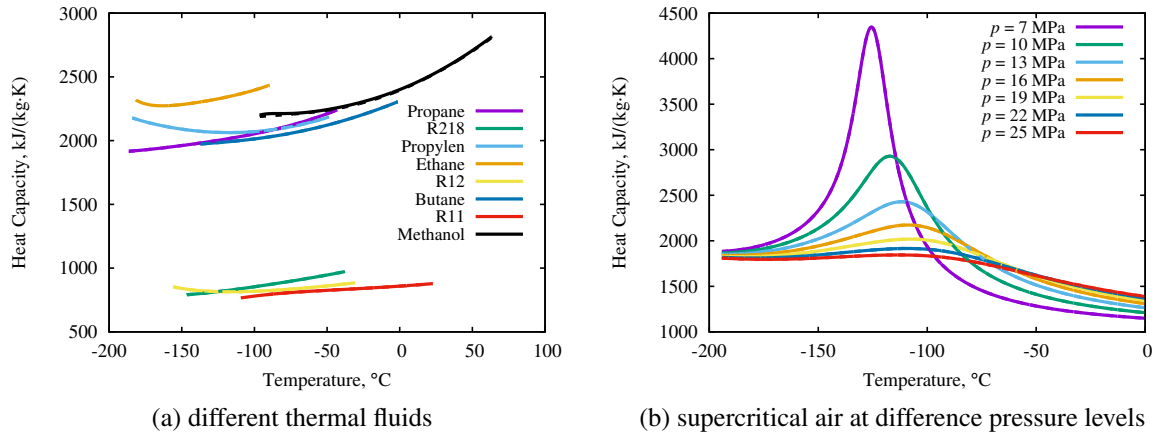 3000
2500
2000
1500
1000
500
-200
-150
-100
-50
0
50
100
Heat Capacity, kJ/(kg·K)
Temperature, °C
Propane
R218
Propylen
Ethane
R12
Butane
R11
Methanol
(a) different thermal fluids
4500
4000
3500
3000
2500
2000
1500
1000
-200
-150
-100
-50
0
Heat Capacity, kJ/(kg·K)
Temperature, °C
p = 7 MPa
p = 10 MPa
p = 13 MPa
p = 16 MPa
p = 19 MPa
p = 22 MPa
p = 25 MPa
(b) supercritical air at difference pressure levels